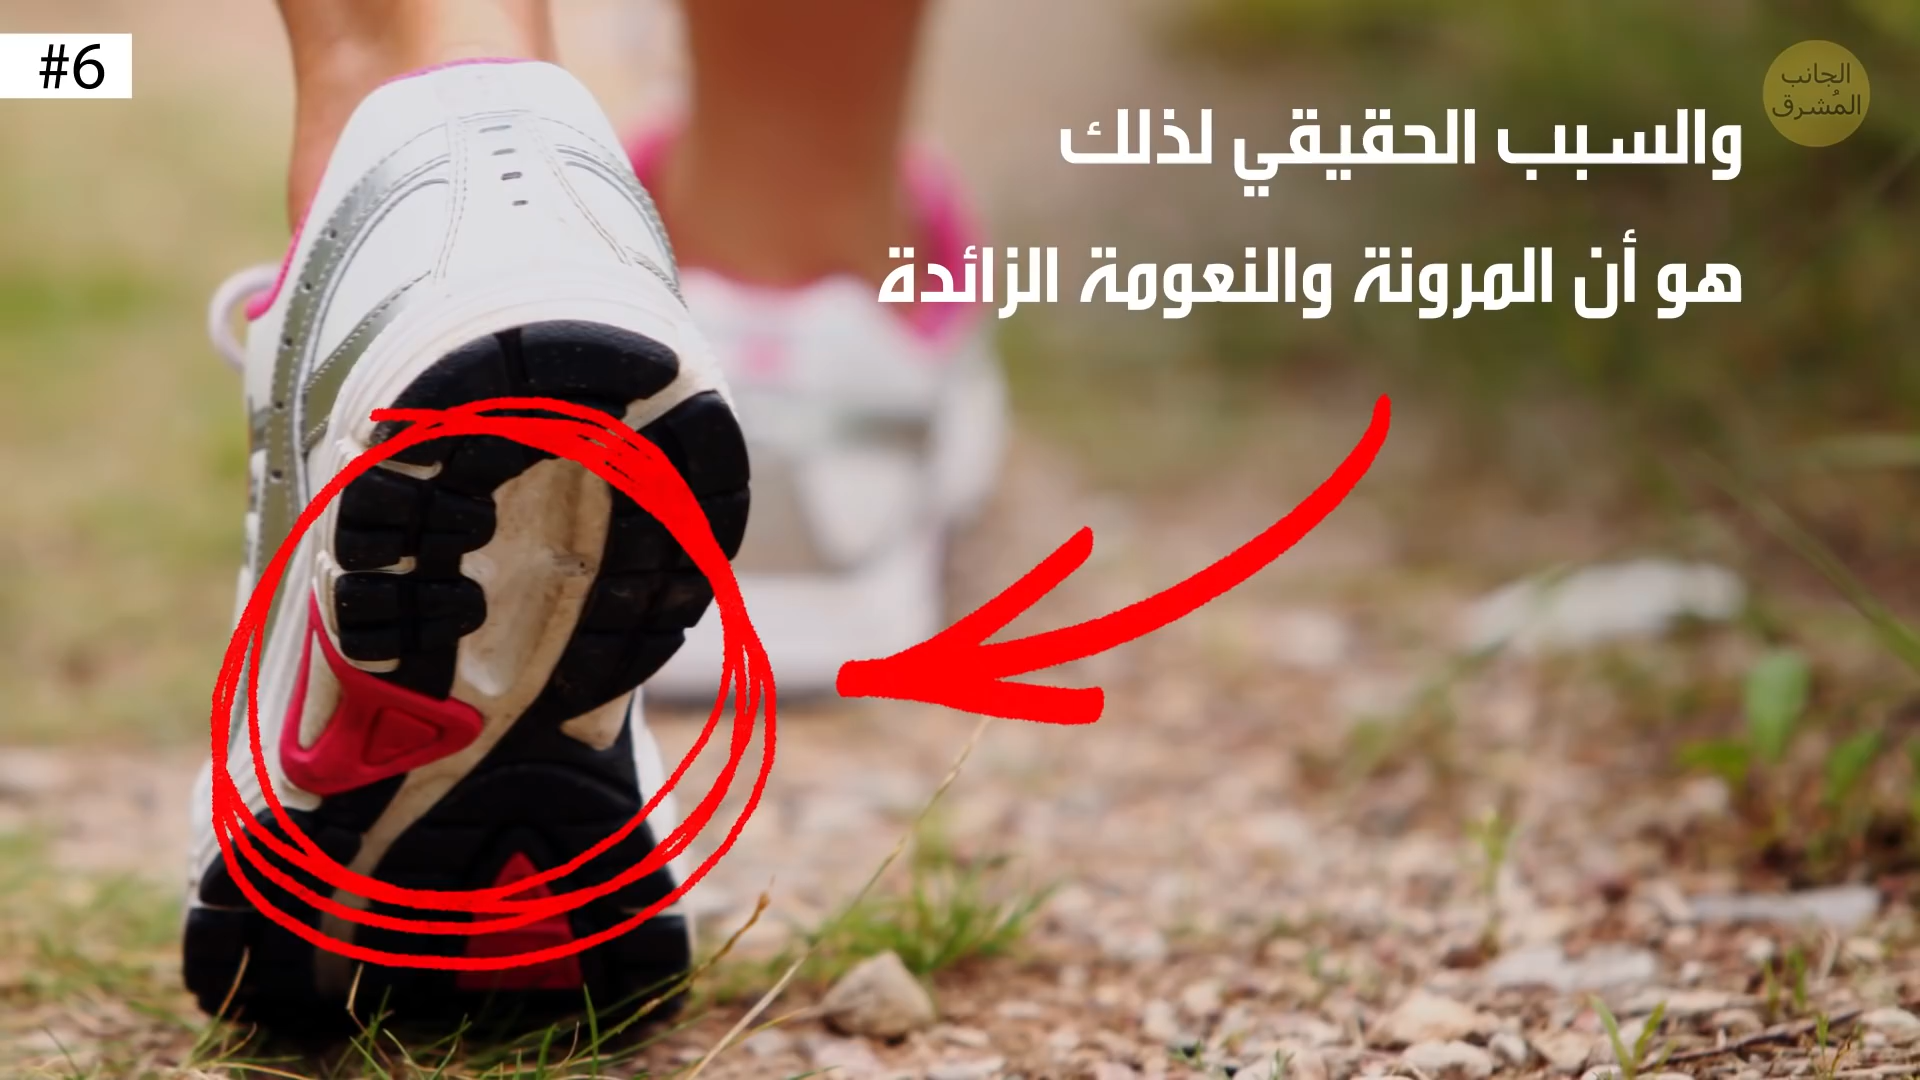 #6
الجانب
المُشرق
والسبب الحقيقي لذلك
هو أن المرونة والنعومة الزائدة